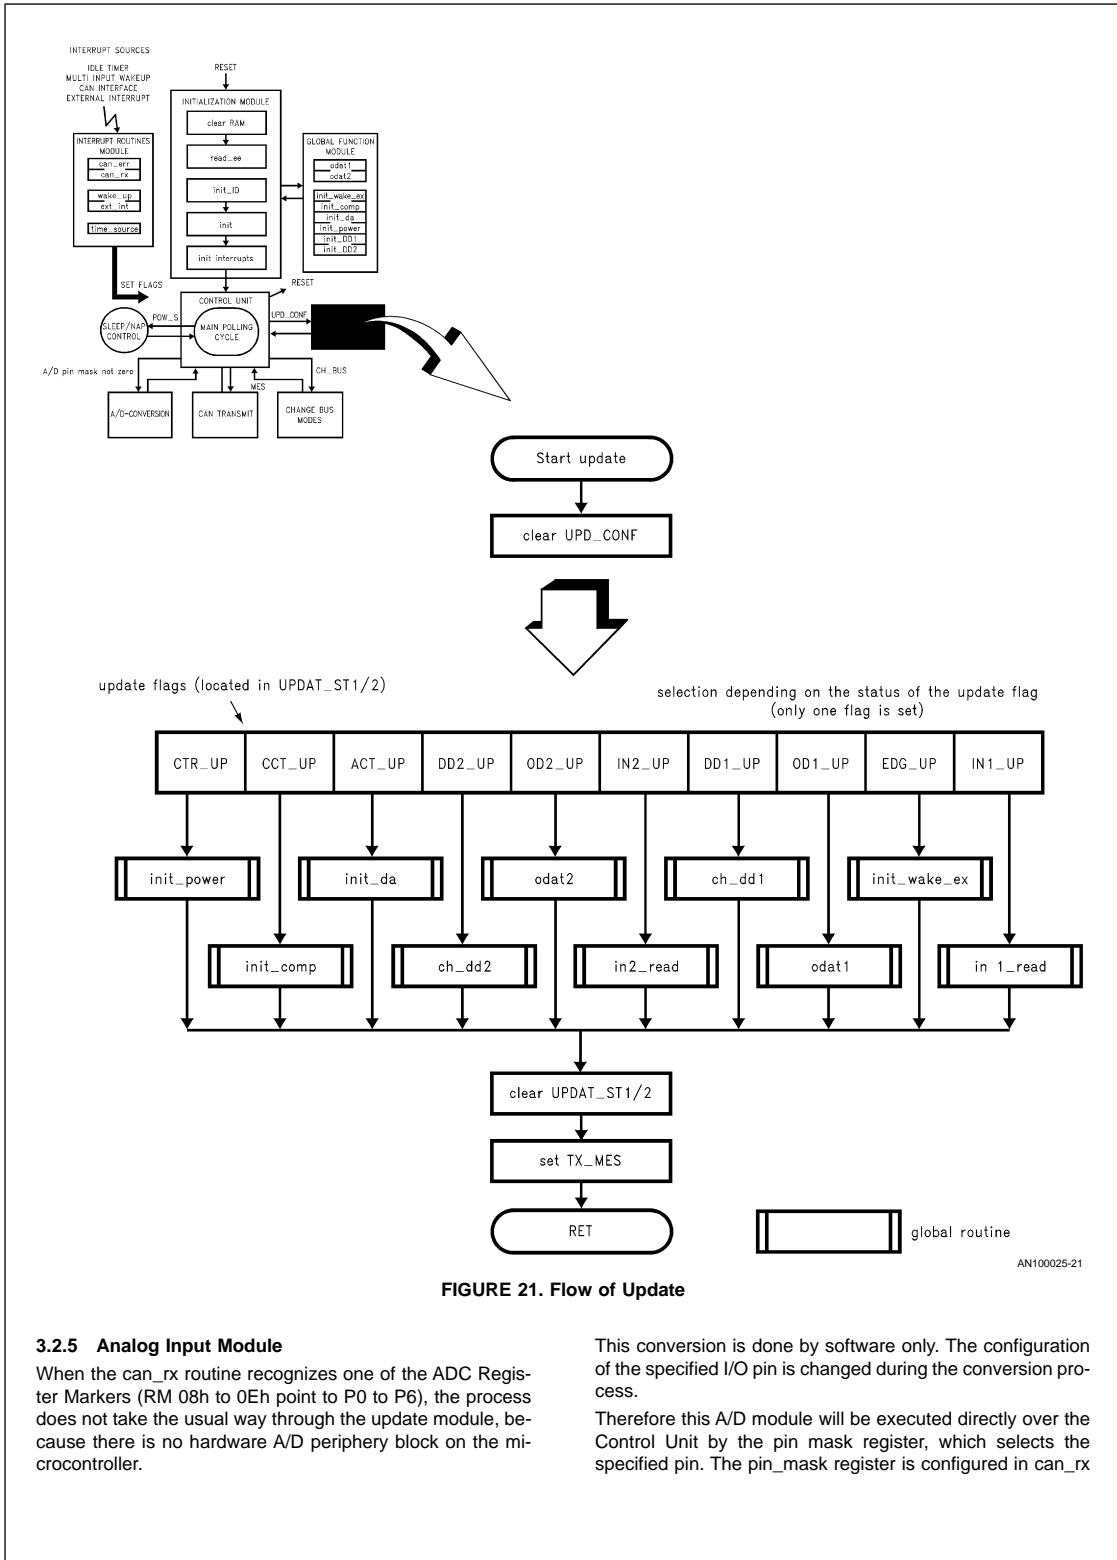 INTERRUPT SOURCES
IDLE TIMER
MULTI INPUT WAKEUP
CAN INTERFACE
EXTERNAL INTERRUPT
RESET
INITIALIZATION MODULE
clear RAM
read_ee
init_ID
init
init interrupts
INTERRUPT ROUTINES
MODULE
can_err
can_rx
wake_up
ext_int
time_source
GLOBAL FUNCTION
MODULE
odat1
odat2
init_wake_ex
init_comp
init_da
init_power
init_DD1
init_DD2
SET FLAGS
RESET
CONTROL UNIT
MAIN POLLING
CYCLE
POW_S
SLEEP/NAP
CONTROL
UPD_CONF
A/D pin mask not zero
MES
CH_BUS
A/D-CONVERSION
CAN TRANSMIT
CHANGE BUS
MODES
Start update
clear UPD_CONF
update flags (located in UPDAT_ST1/2)
selection depending on the status of the update flag
(only one flag is set)
CTR_UP
CCT_UP
ACT_UP
DD2_UP
OD2_UP
IN2_UP
DD1_UP
OD1_UP
EDG_UP
IN1_UP
init_power
init_da
odat2
ch_dd1
init_wake_ex
init_comp
ch_dd2
in2_read
odat1
in 1_read
clear UPDAT_ST1/2
set TX_MES
RET
global routine
AN100025-21
FIGURE 21. Flow of Update
3.2.5 Analog Input Module
When the can_rx routine recognizes one of the ADC Regis-
ter Markers (RM 08h to 0Eh point to P0 to P6), the process
does not take the usual way through the update module, be-
cause there is no hardware A/D periphery block on the mi-
crocontroller.
This conversion is done by software only. The configuration
of the specified I/O pin is changed during the conversion pro-
cess.
Therefore this A/D module will be executed directly over the
Control Unit by the pin mask register, which selects the
specified pin. The pin_mask register is configured in can_rx